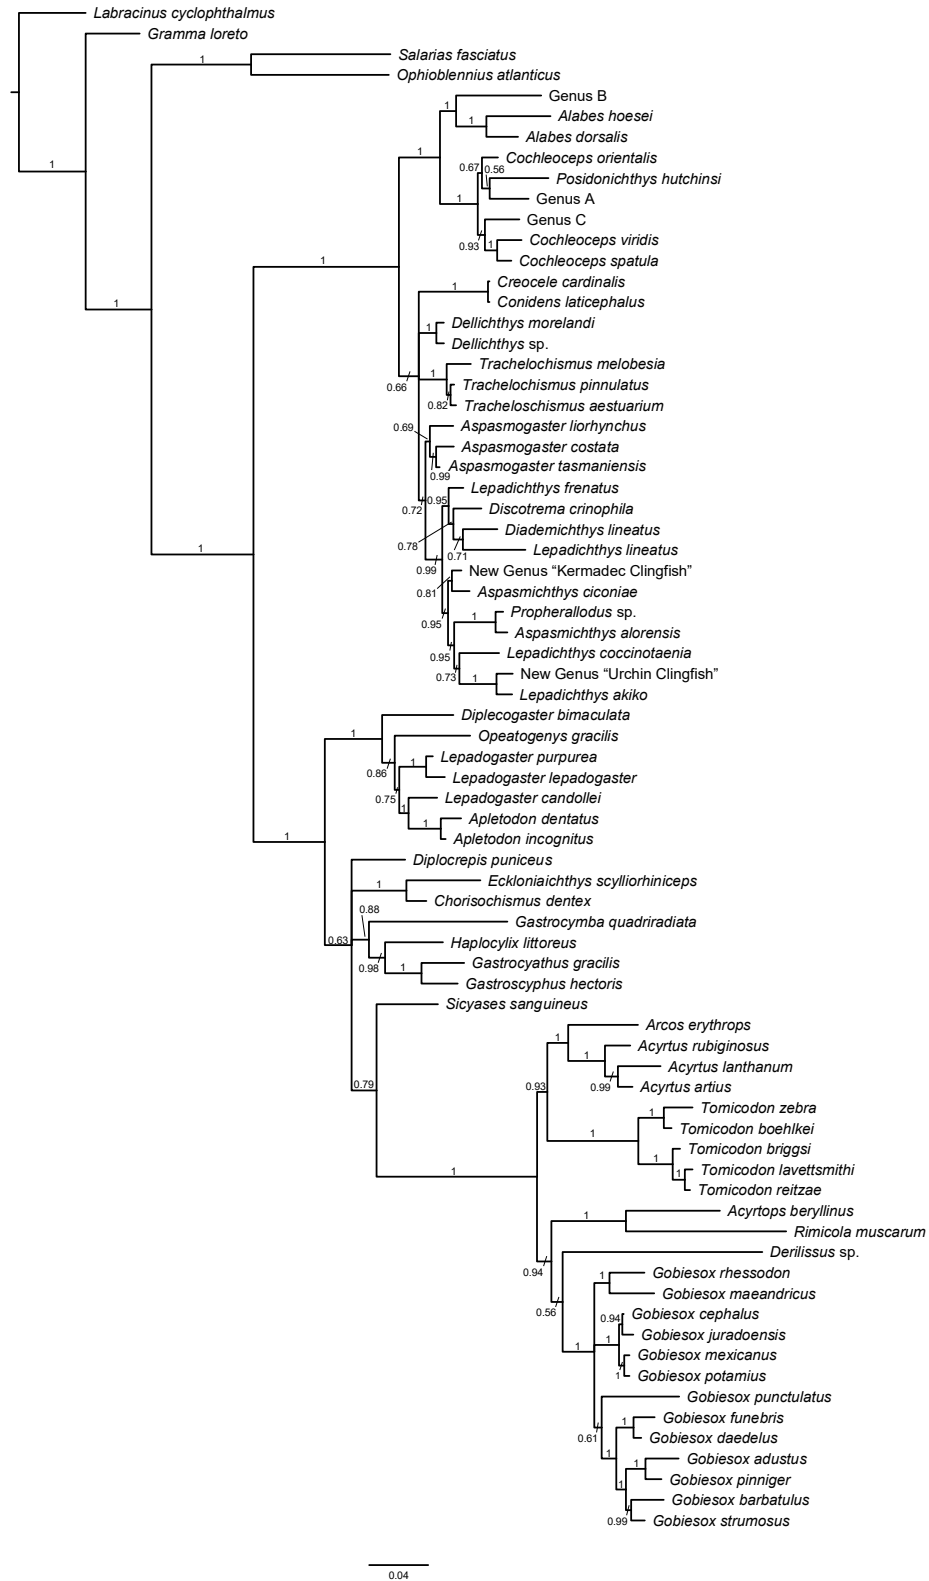 Labracinus cyclophthalmus
Gramma loreto
1
Salarias fasciatus
Ophioblennius atlanticus
Genus B
1
Alabes hoesei
1
Alabes dorsalis
1
Cochleoceps orientalis
0.67
0.56
Posidonichthys hutchinsi
1
Genus A
1
Genus C
Cochleoceps viridis
0.93
1
Cochleoceps spatula
1
Creocele cardinalis
1
Conidens laticephalus
1
Dellichthys morelandi
1
Dellichthys sp.
Trachelochismus melobesia
1
0.66
Trachelochismus pinnulatus
0.82
Tracheloschismus aestuarium
0.69
Aspasmogaster liorhynchus
Aspasmogaster costata
Aspasmogaster tasmaniensis
0.99
Lepadichthys frenatus
0.95
0.72
Discotrema crinophila
Diademichthys lineatus
0.78
0.71
Lepadichthys lineatus
1
0.99
New Genus “Kermadec Clingfish”
0.81
Aspasmichthys ciconiae
Propherallodus sp.
1
0.95
Aspasmichthys alorensis
Lepadichthys coccinotaenia
0.95
New Genus “Urchin Clingfish”
0.73
1
Lepadichthys akiko
Diplecogaster bimaculata
1
Opeatogenys gracilis
Lepadogaster purpurea
1
0.86
Lepadogaster lepadogaster
0.75
Lepadogaster candollei
1
Apletodon dentatus
1
1
Apletodon incognitus
Diplocrepis puniceus
Eckloniaichthys scylliorhiniceps
1
Chorisochismus dentex
0.88
Gastrocymba quadriradiata
0.63
Haplocylix littoreus
Gastrocyathus gracilis
0.98
1
Gastroscyphus hectoris
Sicyases sanguineus
Arcos erythrops
1
Acyrtus rubiginosus
1
Acyrtus lanthanum
0.79
0.93
0.99
Acyrtus artius
Tomicodon zebra
1
Tomicodon boehlkei
1
Tomicodon briggsi
1
Tomicodon lavettsmithi
1
1
Tomicodon reitzae
Acyrtops beryllinus
1
Rimicola muscarum
Derilissus sp.
0.94
Gobiesox rhessodon
1
Gobiesox maeandricus
0.56
Gobiesox cephalus
0.94
Gobiesox juradoensis
1
1
Gobiesox mexicanus
1
Gobiesox potamius
Gobiesox punctulatus
Gobiesox funebris
1
0.61
Gobiesox daedelus
1
Gobiesox adustus
1
Gobiesox pinniger
1
Gobiesox barbatulus
0.99
Gobiesox strumosus
0.04